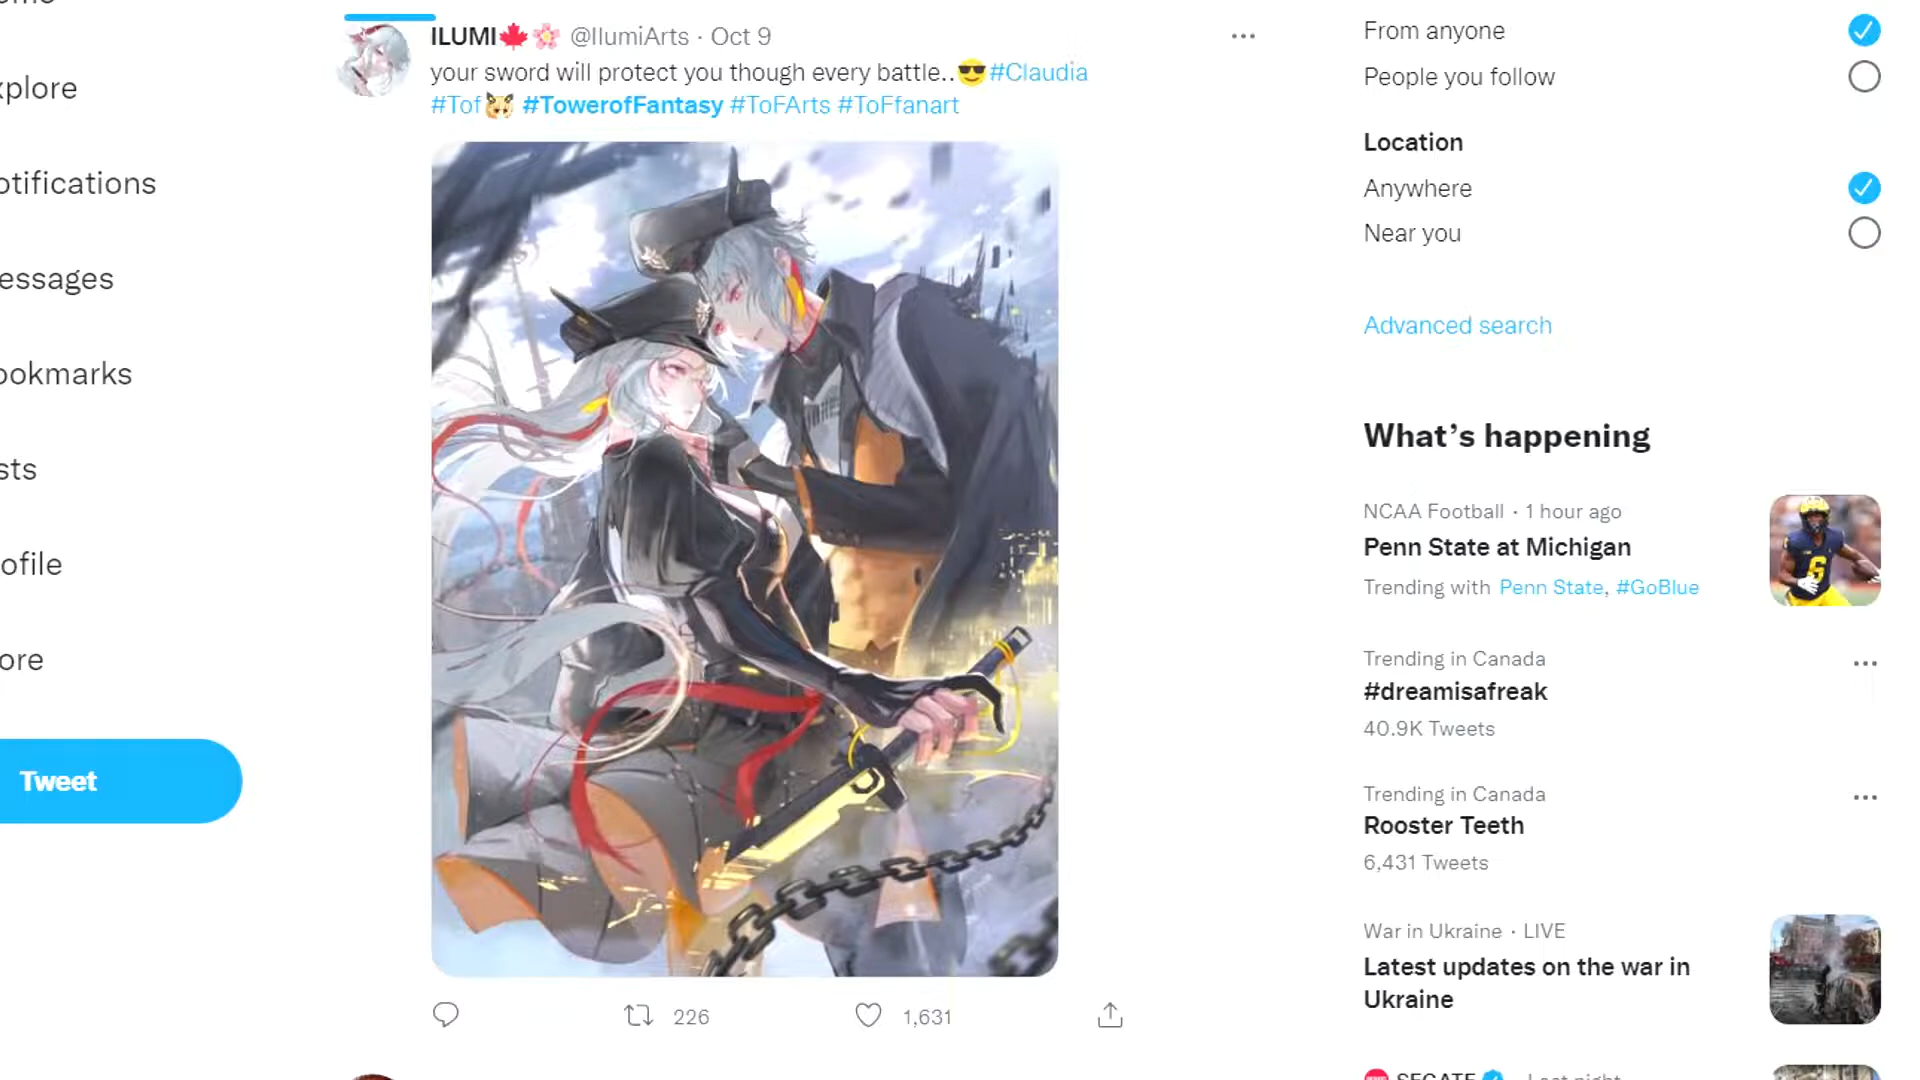 xplore
otifications
essages
ookmarks
sts
ofile
ore
Tweet
ILUMI🍁🌸 @IlumiArts · Oct 9
your sword will protect you though every battle..😎#Claudia
#Tof #TowerofFantasy #ToFArts #ToFfanart
226
1,631
From anyone
People you follow
Location
Anywhere
Near you
Advanced search
What’s happening
NCAA Football · 1 hour ago
Penn State at Michigan
Trending with Penn State, #GoBlue
Trending in Canada
#dreamisafreak
40.9K Tweets
Trending in Canada
Rooster Teeth
6,431 Tweets
War in Ukraine · LIVE
Latest updates on the war in
Ukraine
Last night